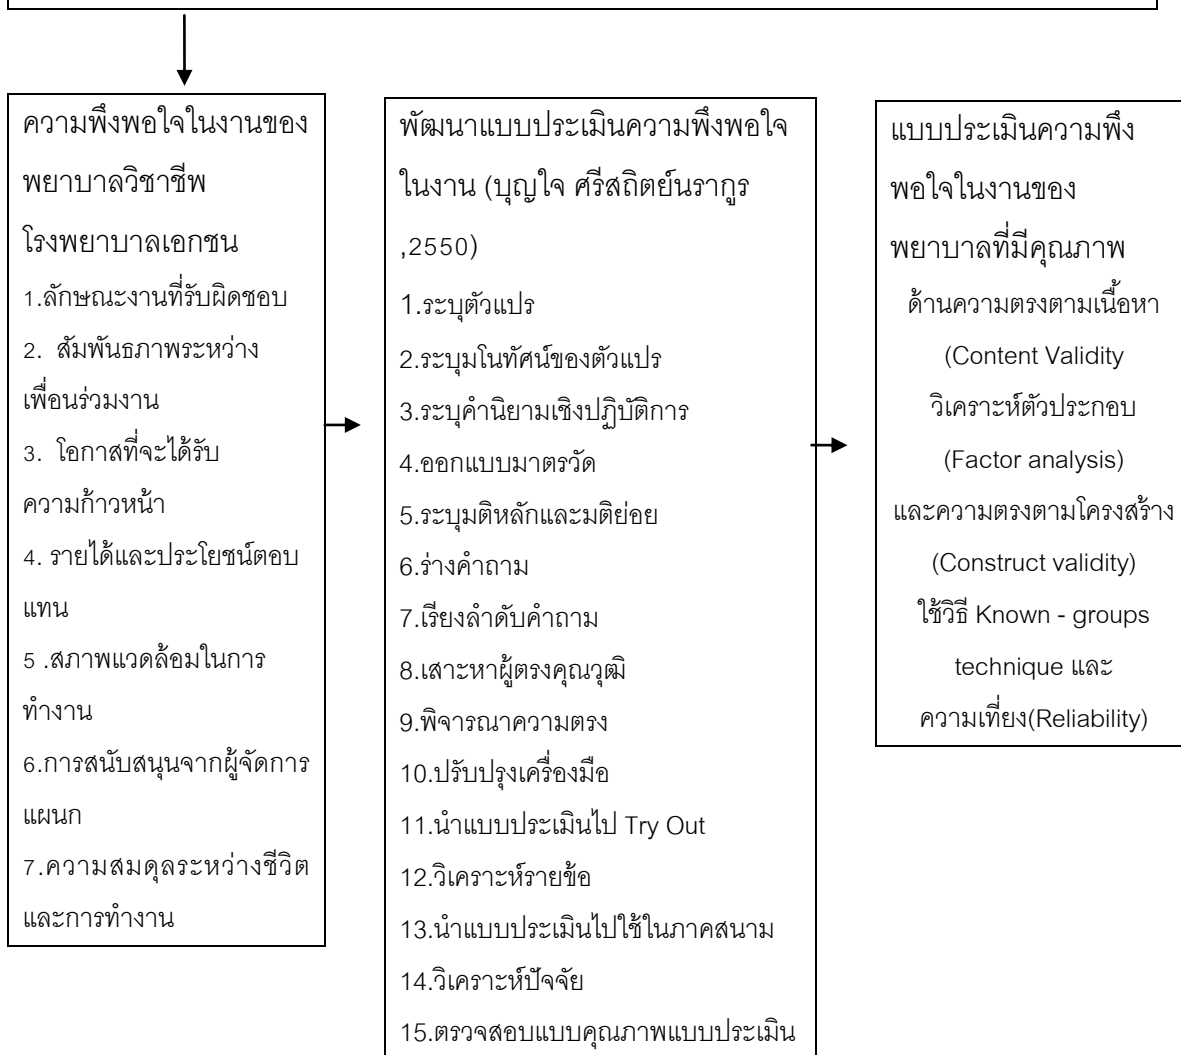 ความพึงพอใจในงานของ
พยาบาลวิชาชีพ
โรงพยาบาลเอกชน
1.ลักษณะงานที่รับผิดชอบ
2. สัมพันธภาพระหว่าง
เพื่อนร่วมงาน
3. โอกาสที่จะได้รับ
ความก้าวหน้า
4. รายได้และประโยชน์ตอบ
แทน
5 .สภาพแวดล้อมในการ
ทำงาน
6.การสนับสนุนจากผู้จัดการ
แผนก
7.ความสมดุลระหว่างชีวิต
และการทำงาน
พัฒนาแบบประเมินความพึงพอใจ
ในงาน (บุญใจ ศรีสถิตย์นรากูร
,2550)
1.ระบุตัวแปร
2.ระบุมโนทัศน์ของตัวแปร
3.ระบุคำนิยามเชิงปฏิบัติการ
4.ออกแบบมาตรวัด
5.ระบุมติหลักและมติย่อย
6.ร่างคำถาม
7.เรียงลำดับคำถาม
8.เสาะหาผู้ตรงคุณวุฒิ
9.พิจารณาความตรง
10.ปรับปรุงเครื่องมือ
11.นำแบบประเมินไป Try Out
12.วิเคราะห์รายข้อ
13.นำแบบประเมินไปใช้ในภาคสนาม
14.วิเคราะห์ปัจจัย
15.ตรวจสอบแบบคุณภาพแบบประเมิน
แบบประเมินความพึง
พอใจในงานของ
พยาบาลที่มีคุณภาพ
ด้านความตรงตามเนื้อหา
(Content Validity
วิเคราะห์ตัวประกอบ
(Factor analysis)
และความตรงตามโครงสร้าง
(Construct validity)
ใช้วิธี Known - groups
technique และ
ความเที่ยง(Reliability)